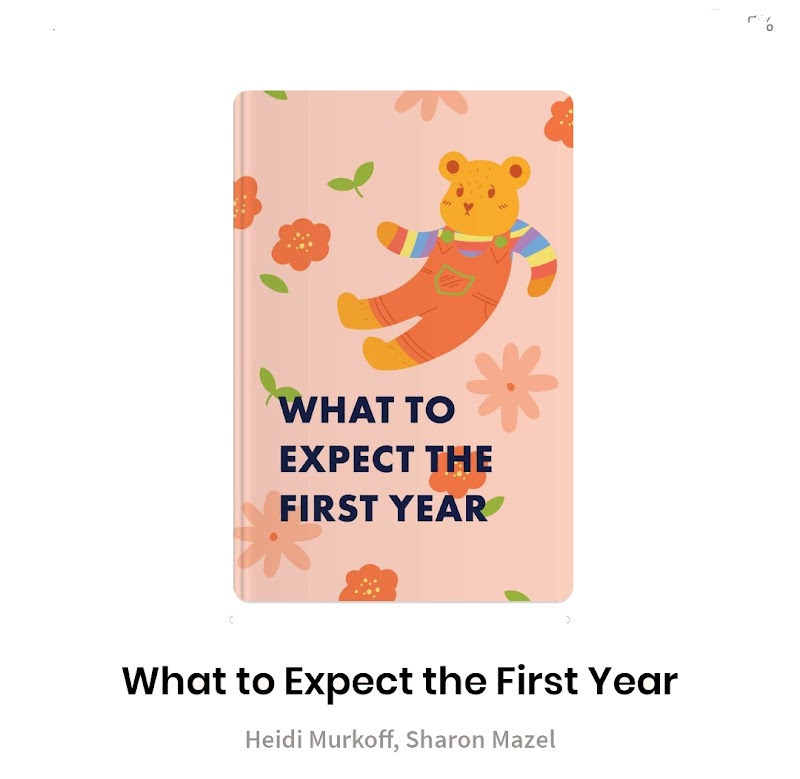 WHAT TO
EXPECT THE
FIRST YEAR
What to Expect the First Year
Heidi Murkoff, Sharon Mazel